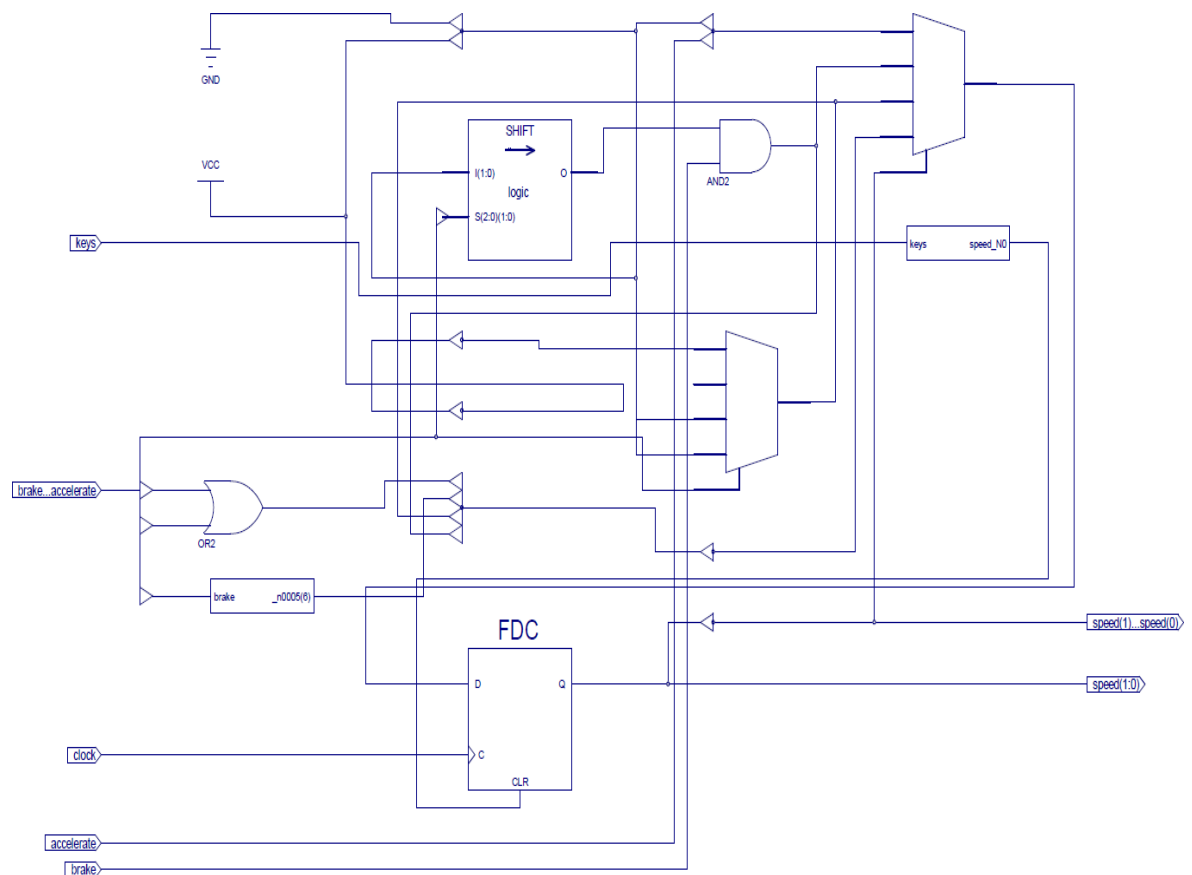 GND
SHIFT
I(1:0)
O
logic
S(2:0)(1:0)
AND2
VCC
keys
keys
speed_N0
brake...accelerate
OR2
brake
_n0005(6)
FDC
D
Q
C
CLR
speed(1)...speed(0)
speed(1:0)
clock
accelerate
brake